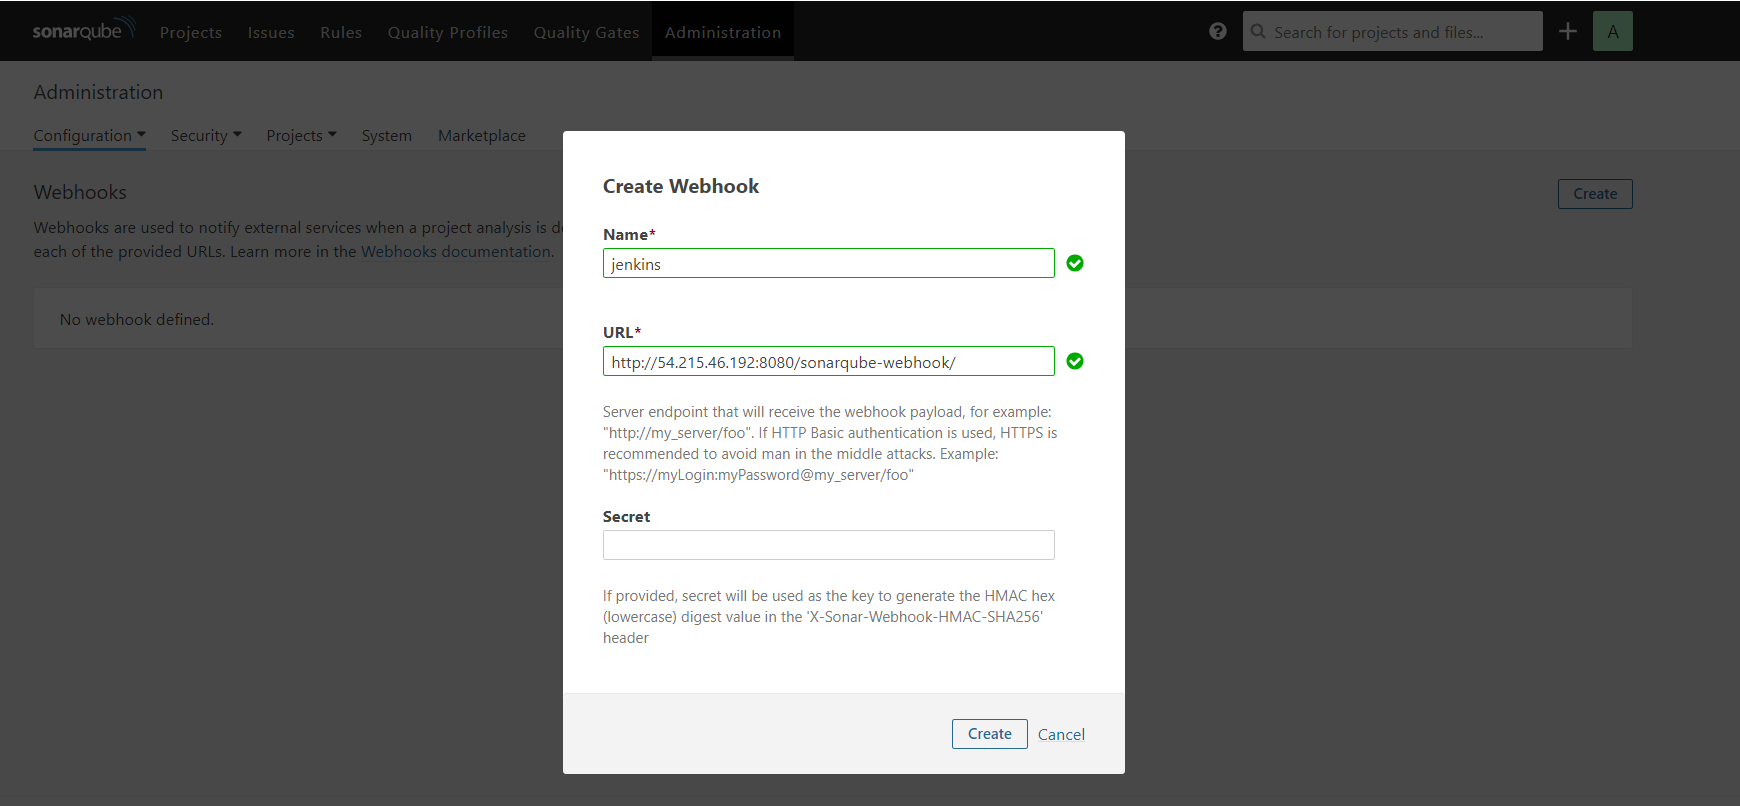 sonarqube Projects Issues Rules Quality Profiles Quality Gates Administration ? Search for projects and files... A
Administration
Configuration Security Projects System Marketplace
Webhooks
Create
Webhooks are used to notify external services when a project analysis is
each of the provided URLs. Learn more in the Webhooks documentation.
No webhook defined.
Create Webhook
Name*
jenkins
URL*
http://54.215.46.192:8080/sonarqube-webhook/
Server endpoint that will receive the webhook payload, for example:
"http://my_server/foo". If HTTP Basic authentication is used, HTTPS is
recommended to avoid man in the middle attacks. Example:
"https://myLogin:myPassword@my_server/foo"
Secret
If provided, secret will be used as the key to generate the HMAC hex
(lowercase) digest value in the 'X-Sonar-Webhook-HMAC-SHA256'
header
Create Cancel